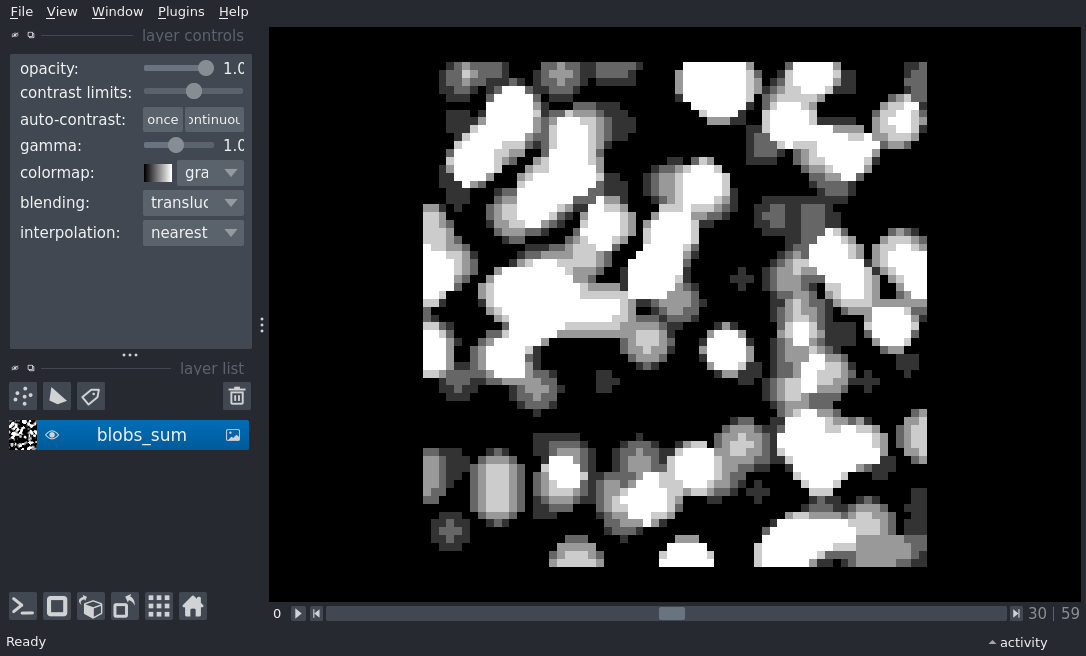 File View Window Plugins Help
layer controls
opacity: 1.0
contrast limits:
auto-contrast: once ontinuou
gamma: 1.0
colormap: gra
blending: transluc
interpolation: nearest
layer list
blobs_sum
0 30 | 59
Ready activity